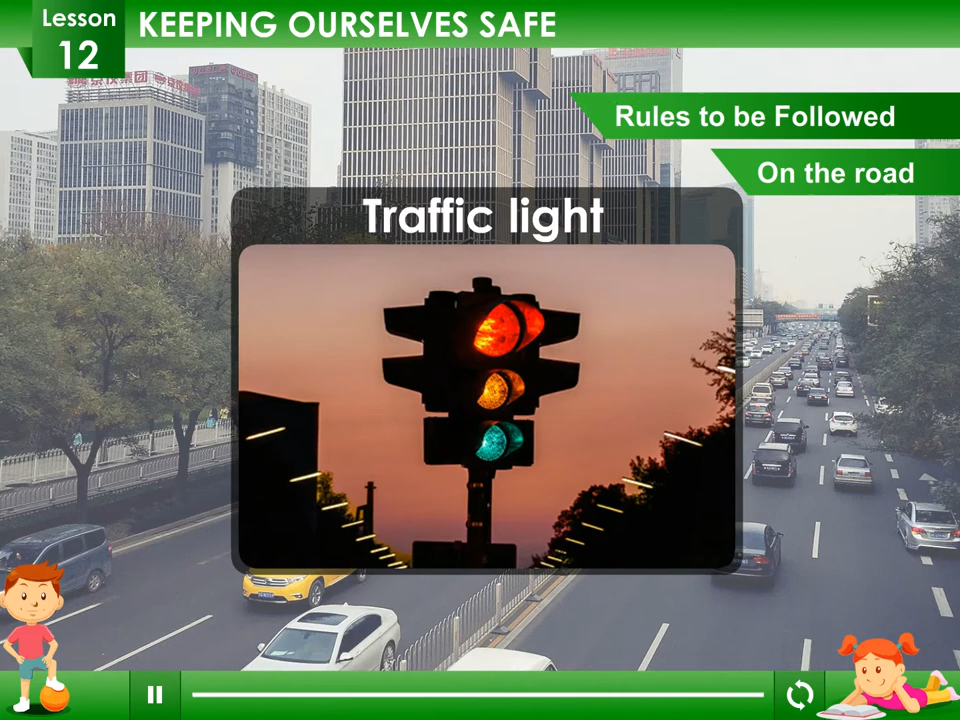 Lesson
12
KEEPING OURSELVES SAFE
Rules to be Followed
On the road
Traffic light